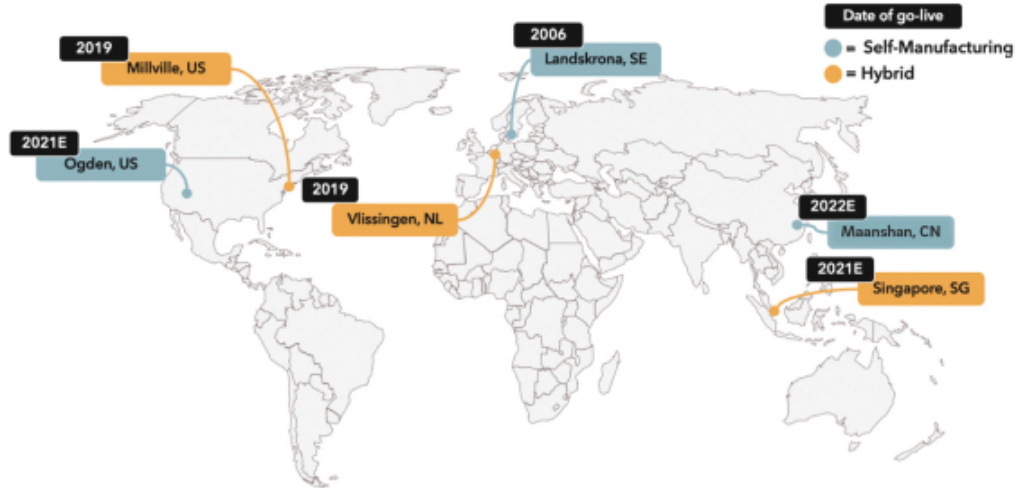 Date of go-live
= Self-Manufacturing
= Hybrid
2019
Millville, US
2006
Landskrona, SE
2021E
Ogden, US
2019
Vlissingen, NL
2022E
Maanshan, CN
2021E
Singapore, SG